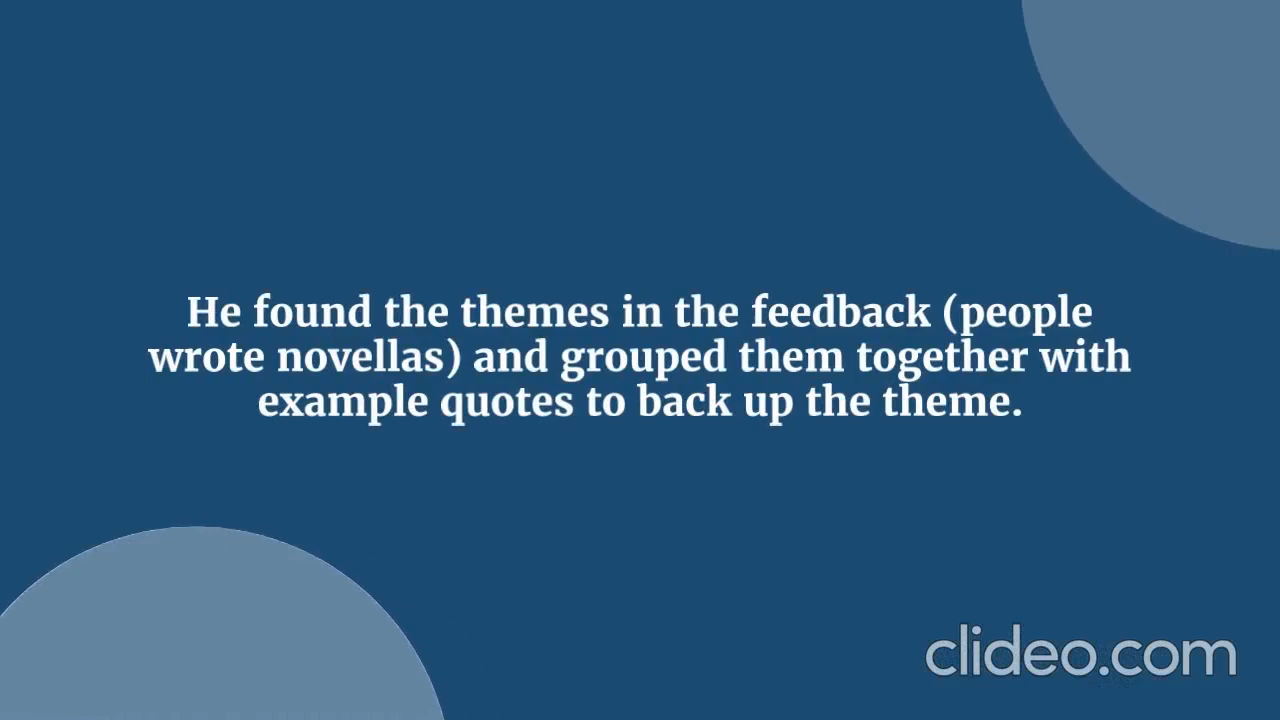 He found the themes in the feedback (people
wrote novellas) and grouped them together with
example quotes to back up the theme.
clideo.com